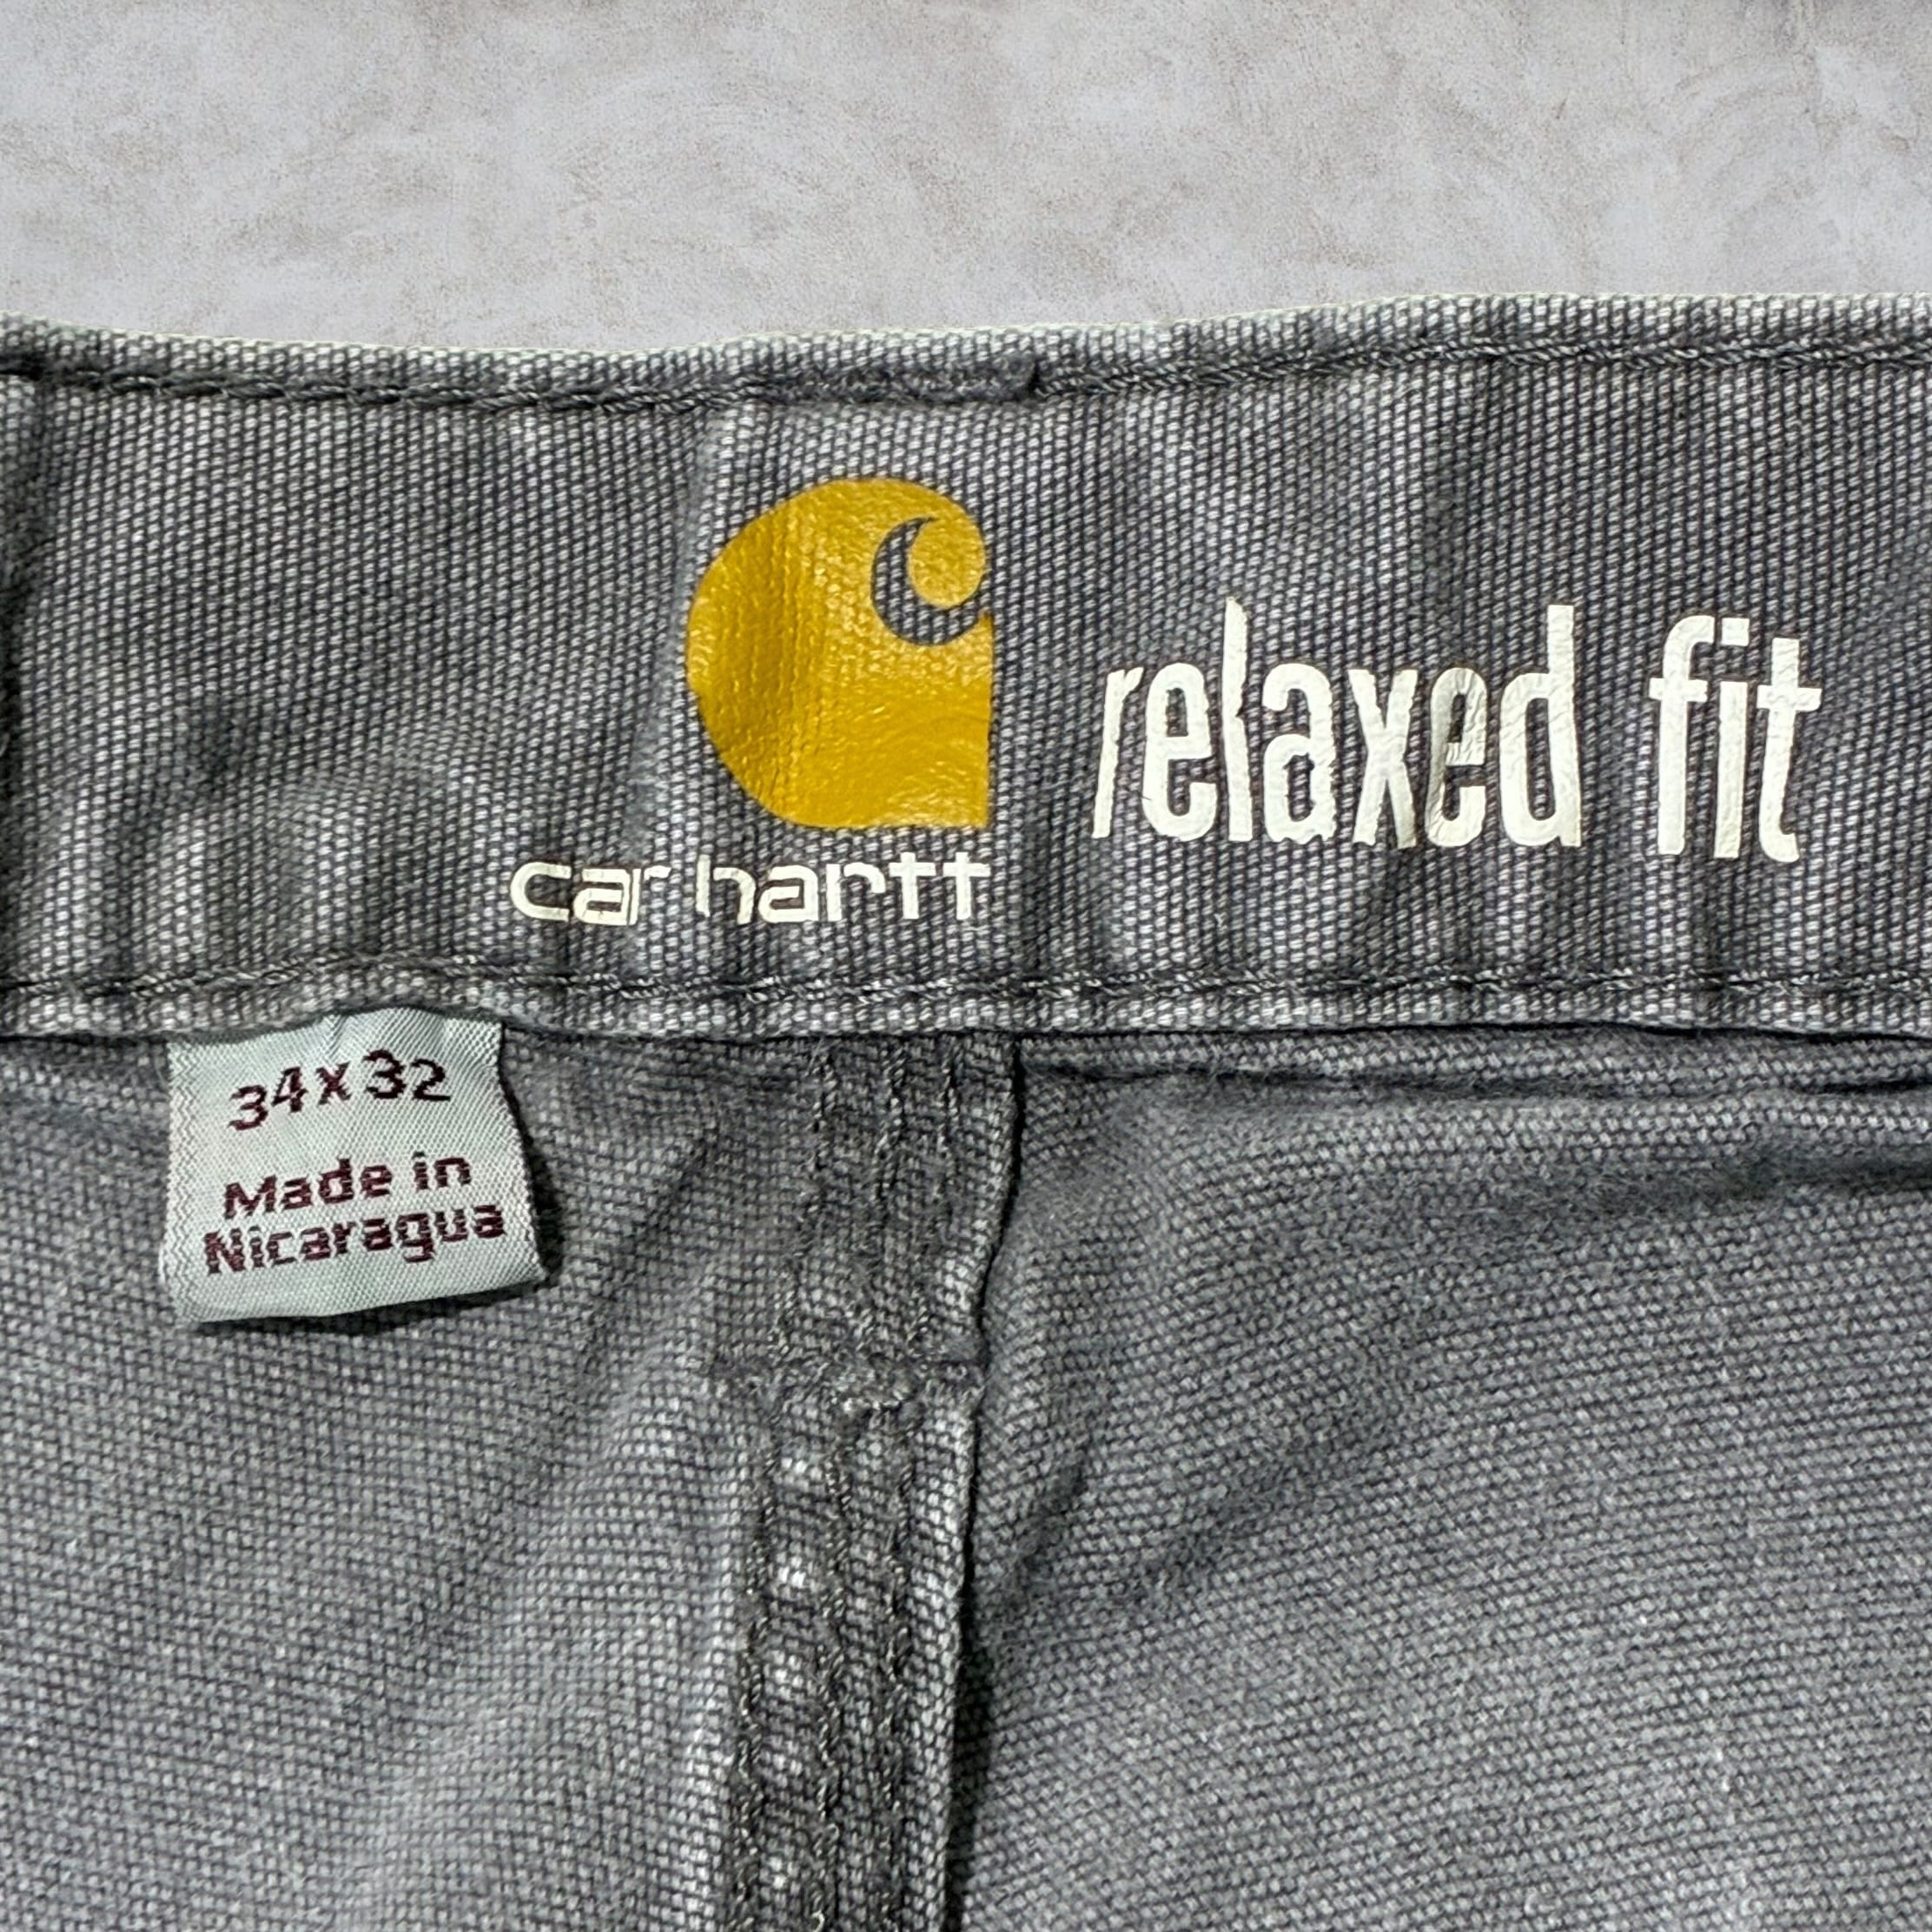 carhartt
relaxed fit
34x32
Made in
Nicaragua